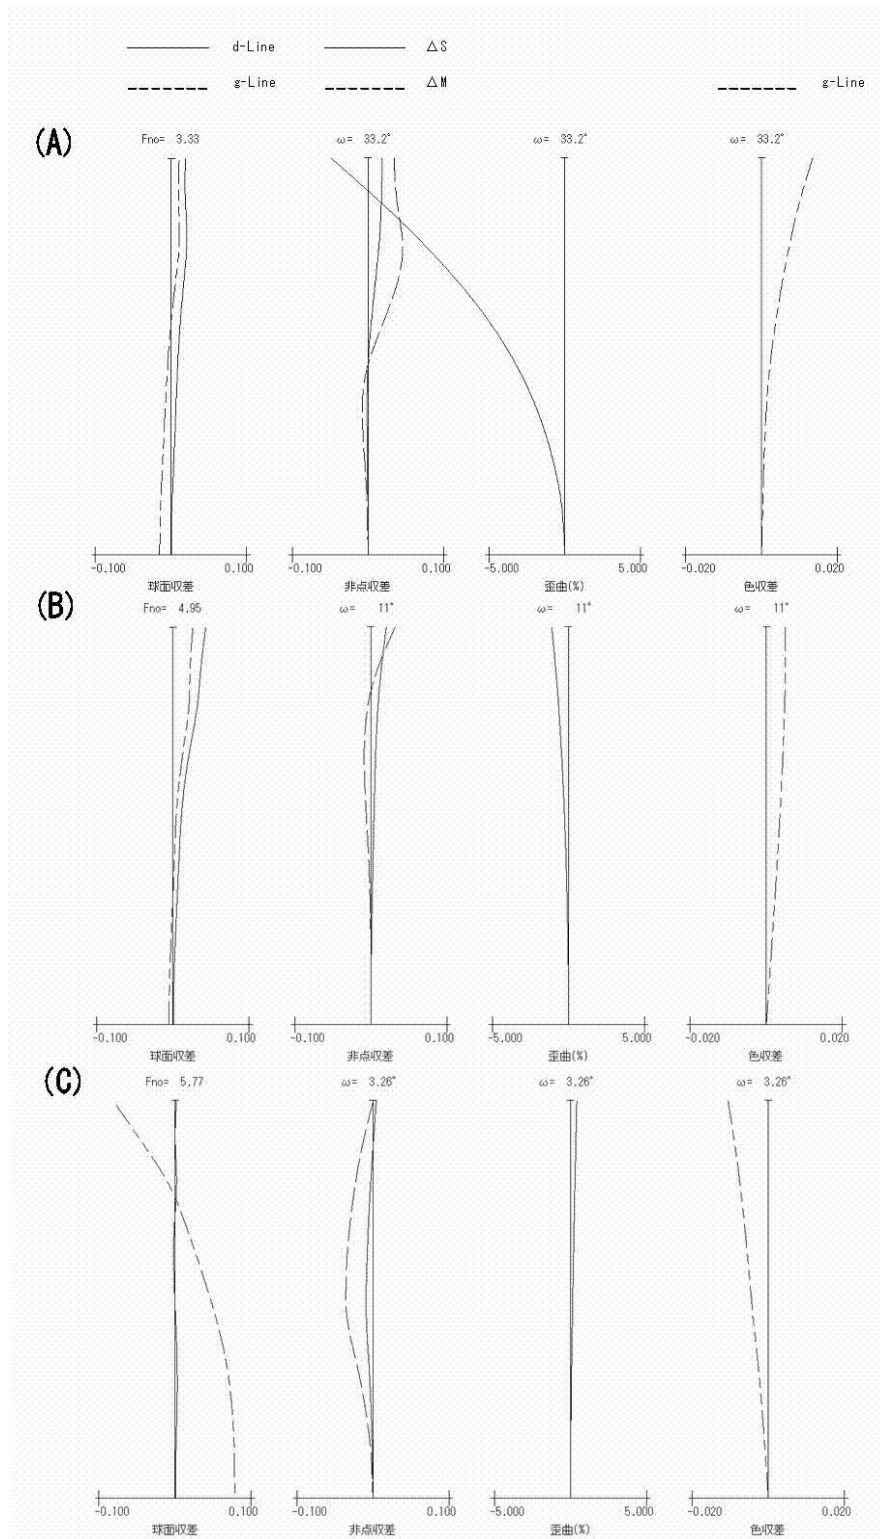 d-Line ΔS
g-Line ΔM g-Line
(A)
Fno= 3.33 ω= 33.2° ω= 33.2° ω= 33.2°
-0.100 0.100 -0.100 0.100 -5.000 5.000 -0.020 0.020
球面収差 非点収差 歪曲(%) 色収差
(B)
Fno= 4.95 ω= 11° ω= 11° ω= 11°
-0.100 0.100 -0.100 0.100 -5.000 5.000 -0.020 0.020
球面収差 非点収差 歪曲(%) 色収差
(C)
Fno= 5.77 ω= 3.26° ω= 3.26° ω= 3.26°
-0.100 0.100 -0.100 0.100 -5.000 5.000 -0.020 0.020
球面収差 非点収差 歪曲(%) 色収差